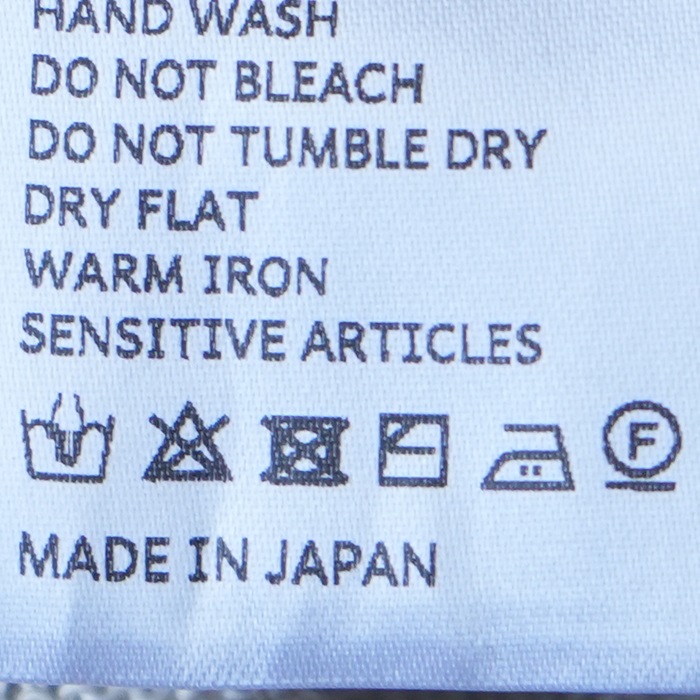 HAND WASH
DO NOT BLEACH
DO NOT TUMBLE DRY
DRY FLAT
WARM IRON
SENSITIVE ARTICLES
F
MADE IN JAPAN